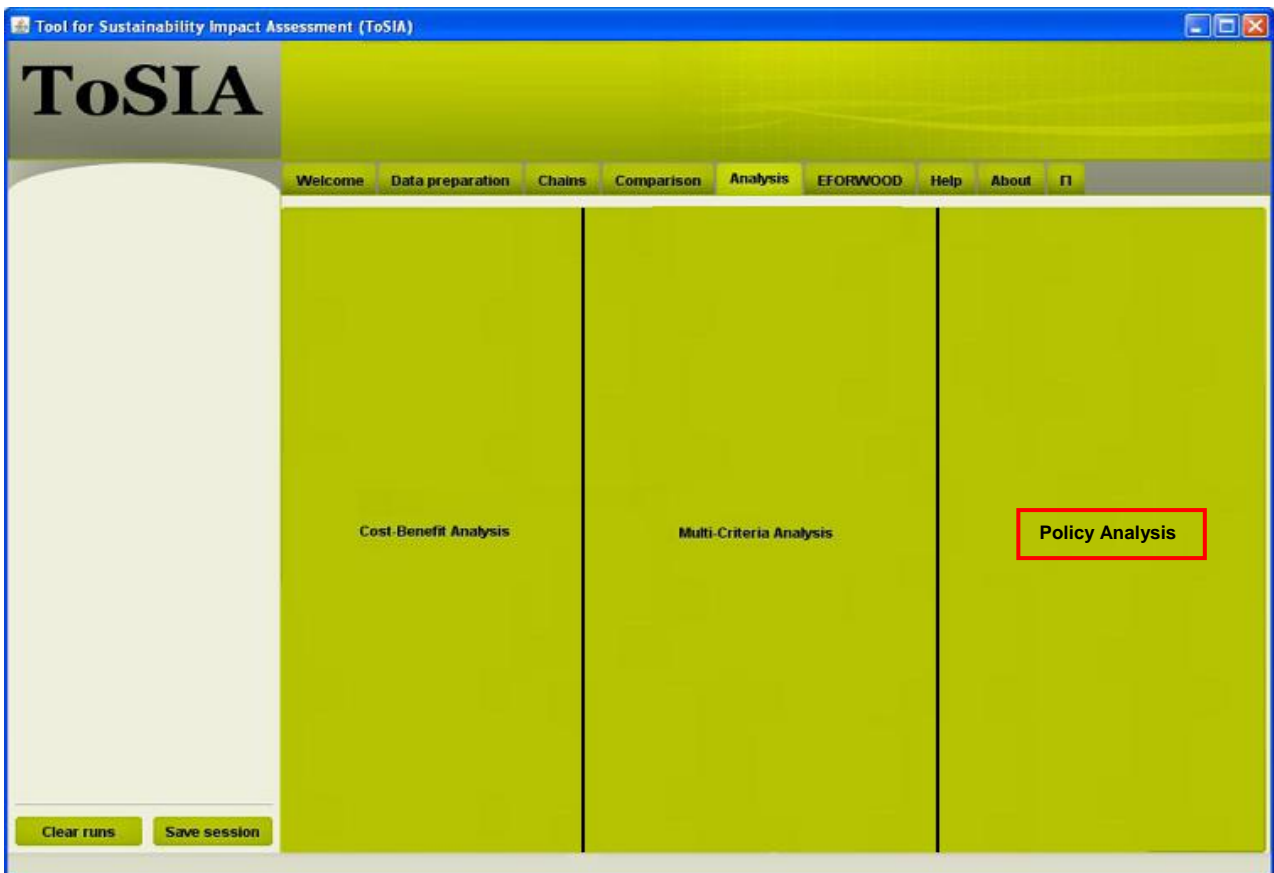 Tool for Sustainability Impact Assessment (ToSIA)
ToSIA
Welcome Data preparation Chains Comparison Analysis EFORWOOD Help About П
Cost-Benefit Analysis Multi-Criteria Analysis Policy Analysis
Clear runs Save session